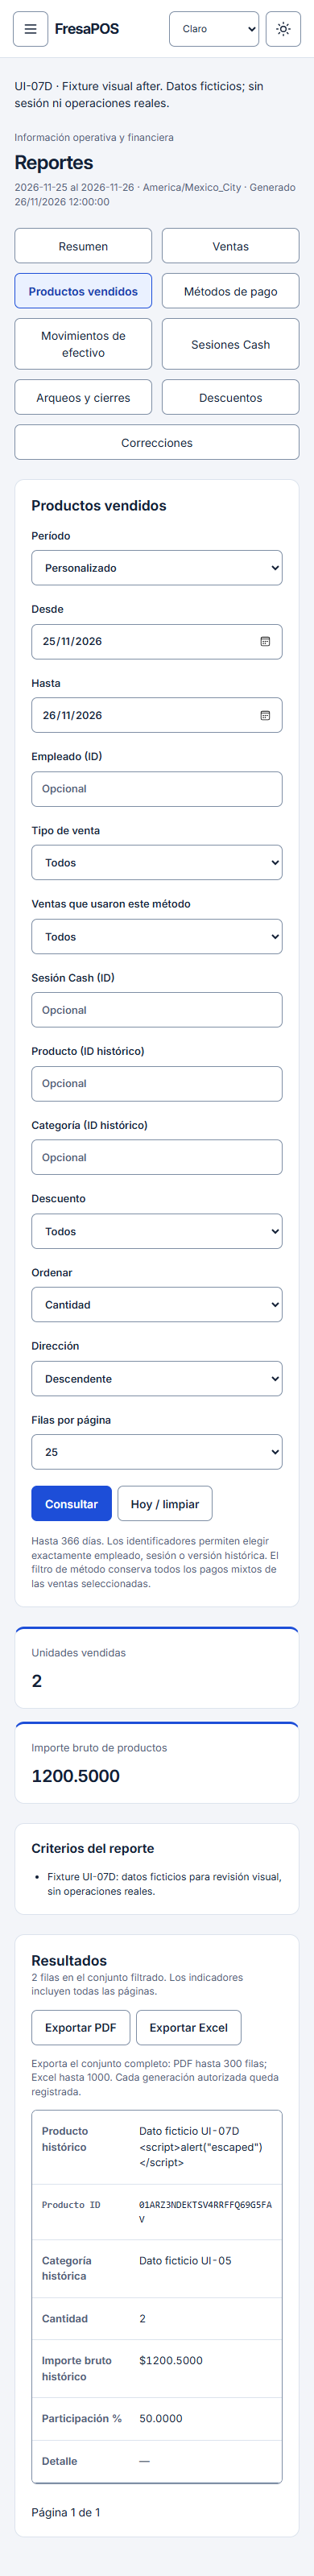 FresaPOS
Claro
UI-07D · Fixture visual after. Datos ficticios; sin
sesión ni operaciones reales.
Información operativa y financiera
Reportes
2026-11-25 al 2026-11-26 · America/Mexico_City · Generado
26/11/2026 12:00:00
Resumen
Ventas
Productos vendidos
Métodos de pago
Movimientos de
efectivo
Sesiones Cash
Arqueos y cierres
Descuentos
Correcciones
Productos vendidos
Período
Personalizado
Desde
25/11/2026
Hasta
26/11/2026
Empleado (ID)
Opcional
Tipo de venta
Todos
Ventas que usaron este método
Todos
Sesión Cash (ID)
Opcional
Producto (ID histórico)
Opcional
Categoría (ID histórico)
Opcional
Descuento
Todos
Ordenar
Cantidad
Dirección
Descendente
Filas por página
25
Consultar
Hoy / limpiar
Hasta 366 días. Los identificadores permiten elegir
exactamente empleado, sesión o versión histórica. El
filtro de método conserva todos los pagos mixtos de
las ventas seleccionadas.
Unidades vendidas
2
Importe bruto de productos
1200.5000
Criterios del reporte
• Fixture UI-07D: datos ficticios para revisión visual,
sin operaciones reales.
Resultados
2 filas en el conjunto filtrado. Los indicadores
incluyen todas las páginas.
Exportar PDF
Exportar Excel
Exporta el conjunto completo: PDF hasta 300 filas;
Excel hasta 1000. Cada generación autorizada queda
registrada.
Producto
histórico
Dato ficticio UI-07D
<script>alert("escaped")
</script>
Producto ID
01ARZ3NDEKTSV4RRFFQ69G5FA
V
Categoría
histórica
Dato ficticio UI-05
Cantidad
2
Importe bruto
histórico
$1200.5000
Participación %
50.0000
Detalle
—
Página 1 de 1